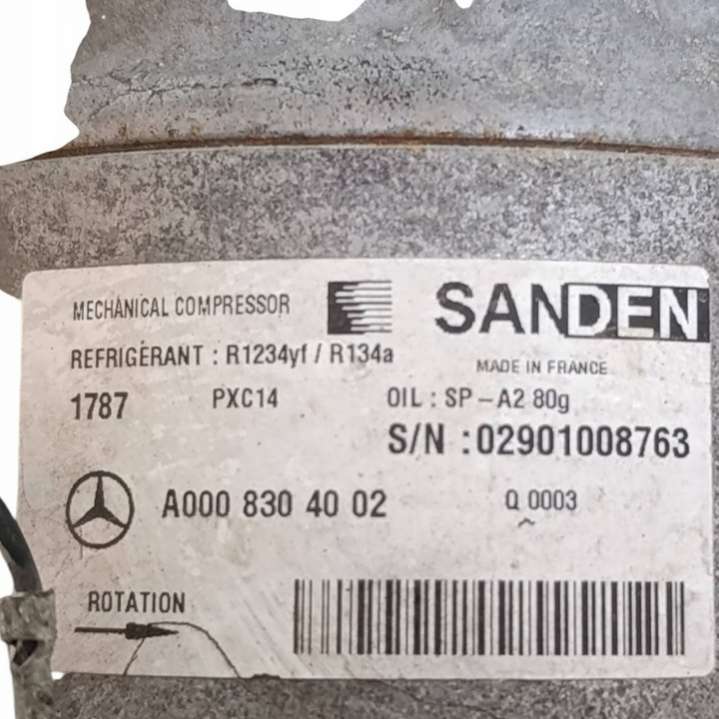 MECHANICAL COMPRESSOR SANDEN
REFRIGÉRANT : R1234yf / R134a MADE IN FRANCE
1787 PXC14 OIL : SP - A2 80g
S/N : 02901008763
A000 830 40 02 Q 0003
ROTATION